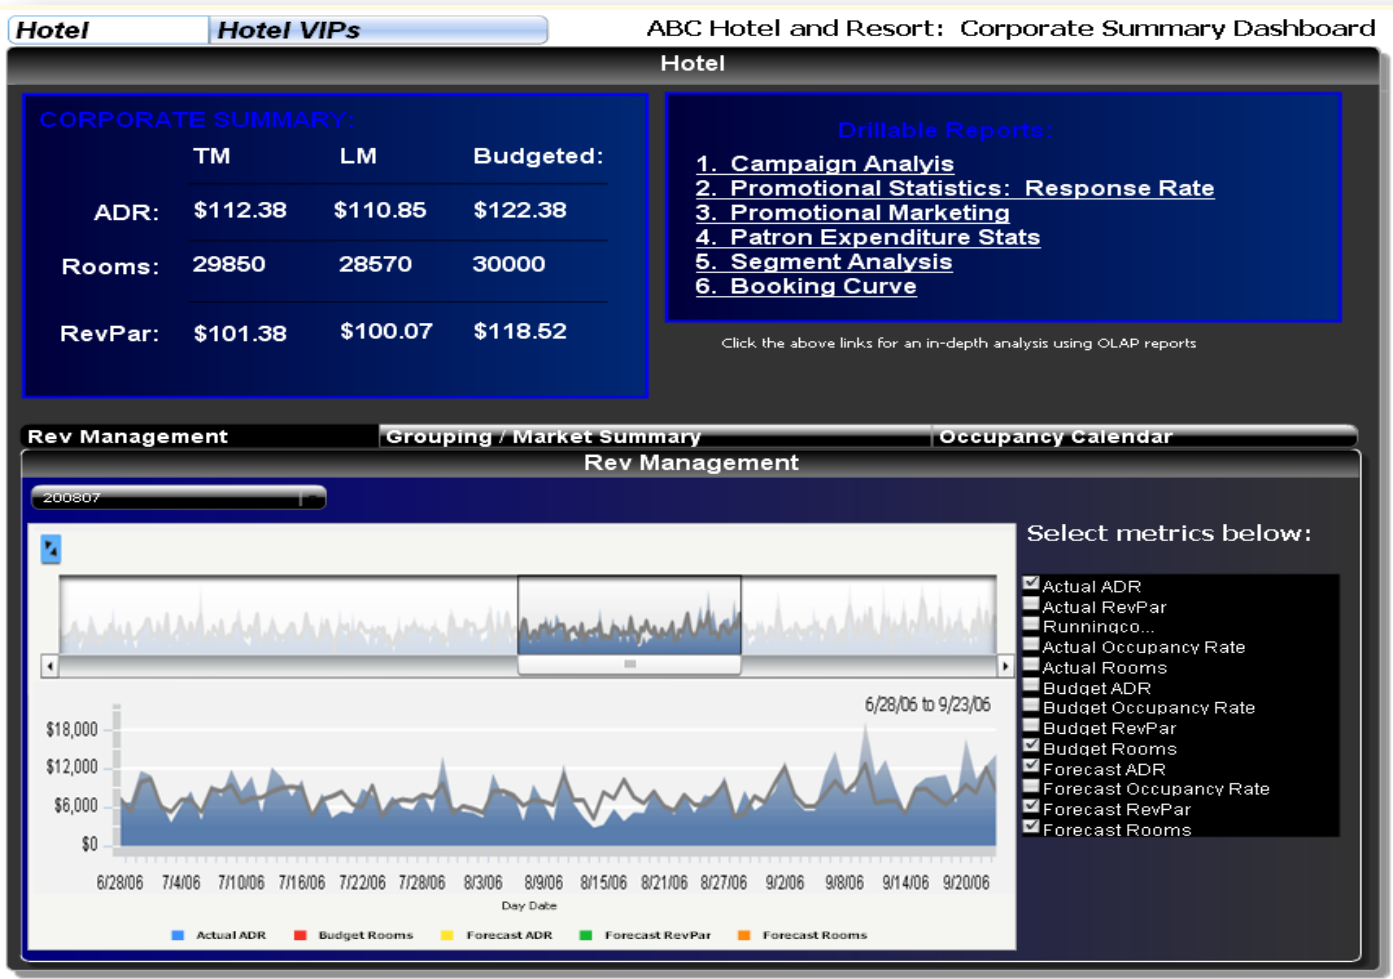 Hotel
Hotel VIPs
ABC Hotel and Resort: Corporate Summary Dashboard
Hotel
CORPORATE SUMMARY:
TM LM Budgeted:
ADR: $112.38 $110.85 $122.38
Rooms: 29850 28570 30000
RevPar: $101.38 $100.07 $118.52
Drillable Reports:
1. Campaign Analyis
2. Promotional Statistics: Response Rate
3. Promotional Marketing
4. Patron Expenditure Stats
5. Segment Analysis
6. Booking Curve
Click the above links for an in-depth analysis using OLAP reports
Rev Management
Grouping / Market Summary
Occupancy Calendar
Rev Management
200807
6/28/06 to 9/23/06
$18,000
$12,000
$6,000
$0
6/28/06 7/4/06 7/10/06 7/16/06 7/22/06 7/28/06 8/3/06 8/9/06 8/15/06 8/21/06 8/27/06 9/2/06 9/8/06 9/14/06 9/20/06
Day Date
Actual ADR Budget Rooms Forecast ADR Forecast RevPar Forecast Rooms
Select metrics below:
Actual ADR
Actual RevPar
Runningco...
Actual Occupancy Rate
Actual Rooms
Budget ADR
Budget Occupancy Rate
Budget RevPar
Budget Rooms
Forecast ADR
Forecast Occupancy Rate
Forecast RevPar
Forecast Rooms